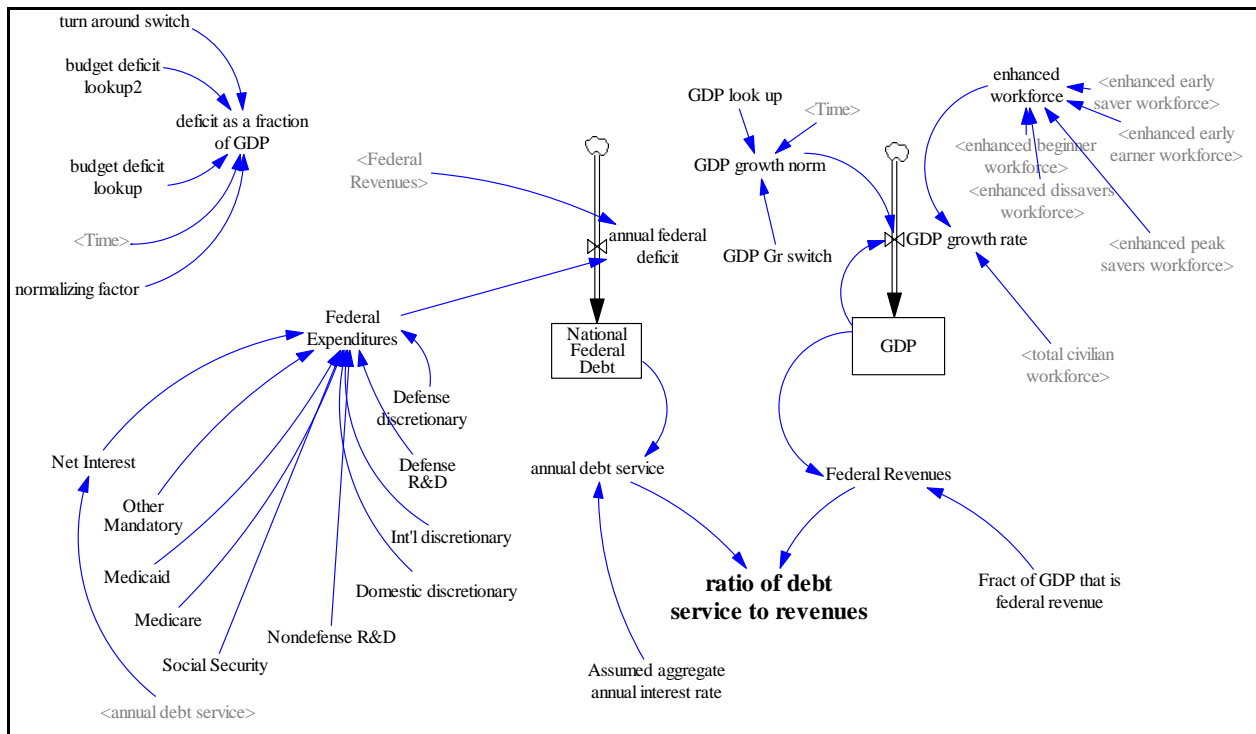 turn around switch
budget deficit
lookup2
deficit as a fraction
of GDP
budget deficit
lookup
<Time>
normalizing factor
<Federal
Revenues>
annual federal
deficit
Federal
Expenditures
National
Federal
Debt
GDP look up
<Time>
GDP growth norm
GDP Gr switch
GDP growth rate
GDP
enhanced
workforce
<enhanced early
saver workforce>
<enhanced early
earner workforce>
<enhanced beginner
workforce>
<enhanced dissavers
workforce>
<enhanced peak
savers workforce>
<total civilian
workforce>
Net Interest
Other
Mandatory
Medicaid
Medicare
Social Security
<annual debt service>
Nondefense R&D
Domestic discretionary
Int'l discretionary
Defense
R&D
Defense
discretionary
annual debt service
Federal Revenues
ratio of debt
service to revenues
Fract of GDP that is
federal revenue
Assumed aggregate
annual interest rate